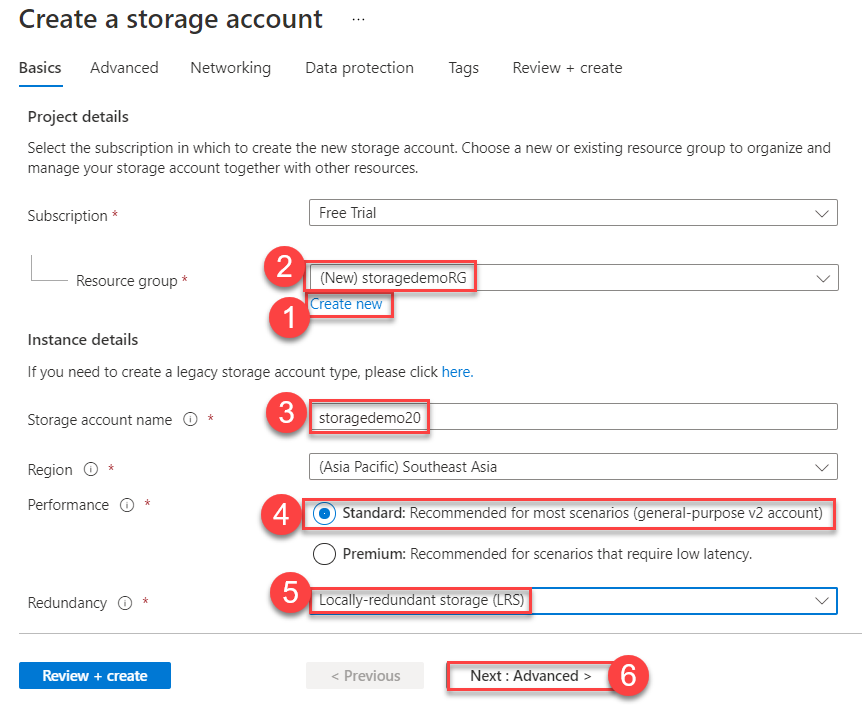 Create a storage account ...
Basics Advanced Networking Data protection Tags Review + create
Project details
Select the subscription in which to create the new storage account. Choose a new or existing resource group to organize and
manage your storage account together with other resources.
Subscription * Free Trial
2
Resource group * (New) storagedemoRG
1 Create new
Instance details
If you need to create a legacy storage account type, please click here.
Storage account name * 3 storagedemo20
Region * (Asia Pacific) Southeast Asia
Performance * 4 Standard: Recommended for most scenarios (general-purpose v2 account)
Premium: Recommended for scenarios that require low latency.
Redundancy * 5 Locally-redundant storage (LRS)
Review + create < Previous Next : Advanced > 6